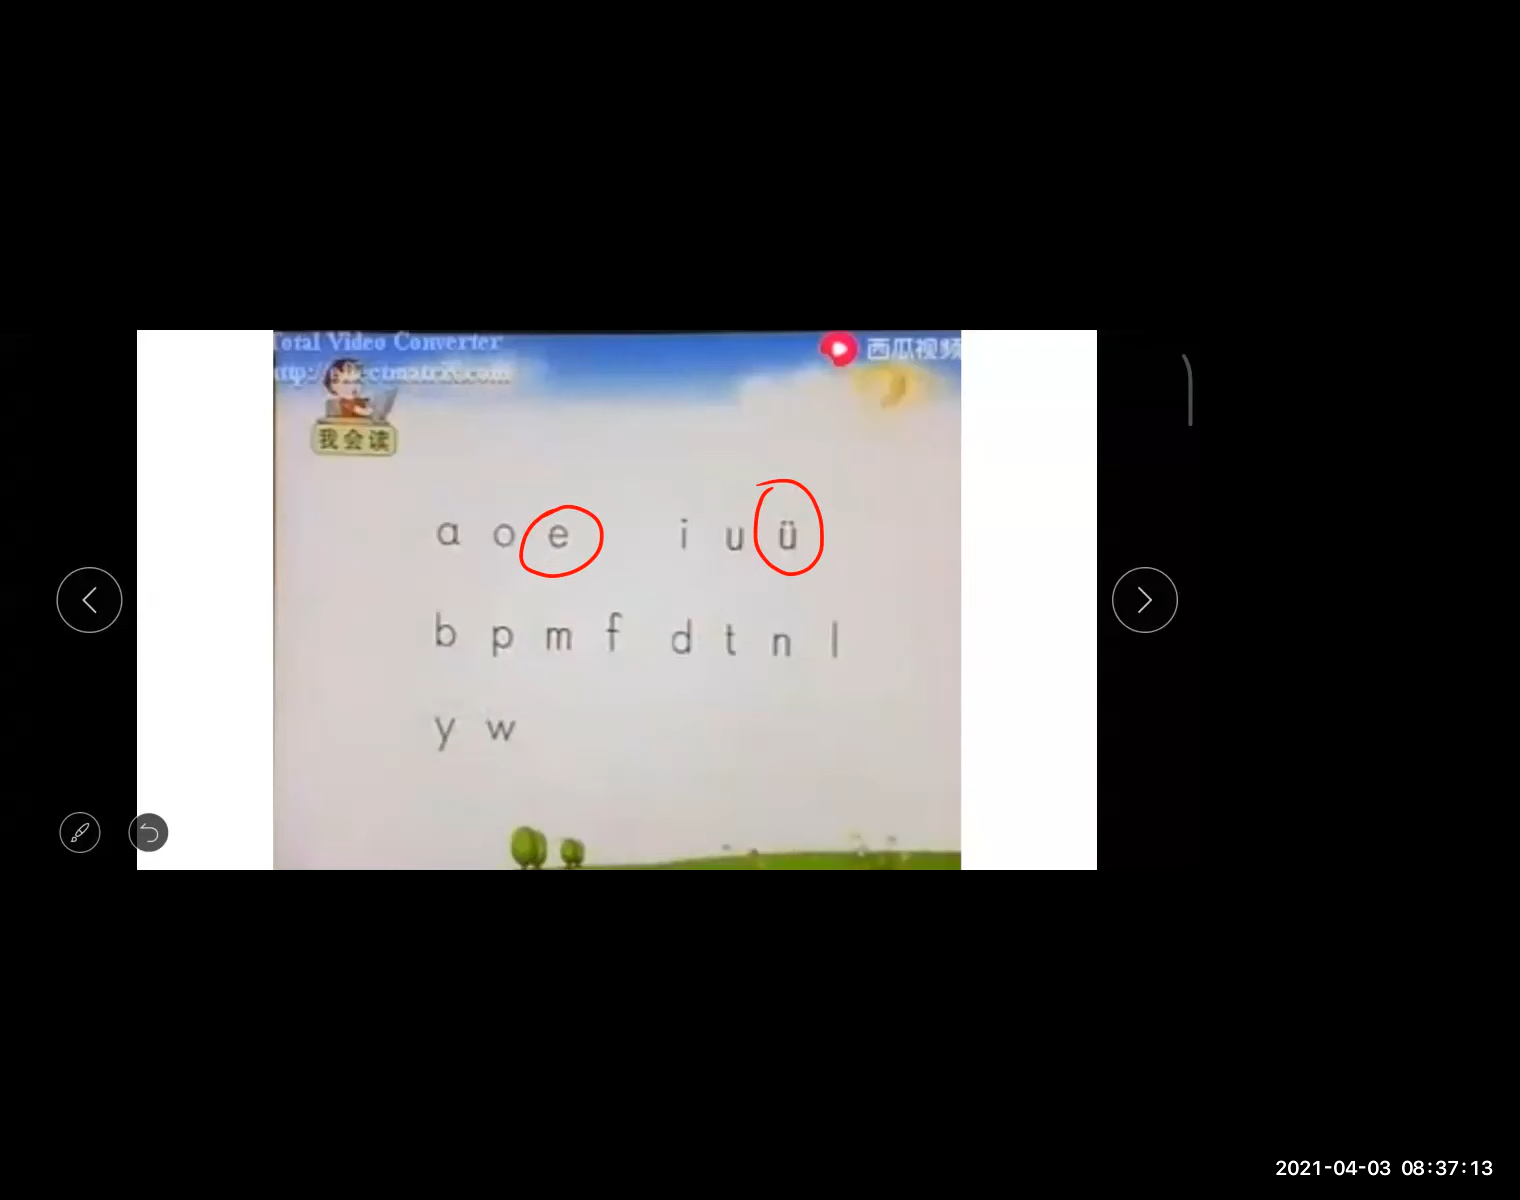 Total Video Converter
西瓜视频
我会读
a o e i u ü
b p m f d t n l
y w
2021-04-03 08:37:13